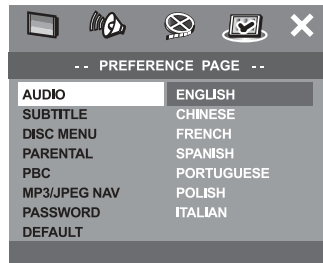 -- PREFERENCE PAGE --
AUDIO ENGLISH
SUBTITLE CHINESE
DISC MENU FRENCH
PARENTAL SPANISH
PBC PORTUGUESE
MP3/JPEG NAV POLISH
PASSWORD ITALIAN
DEFAULT